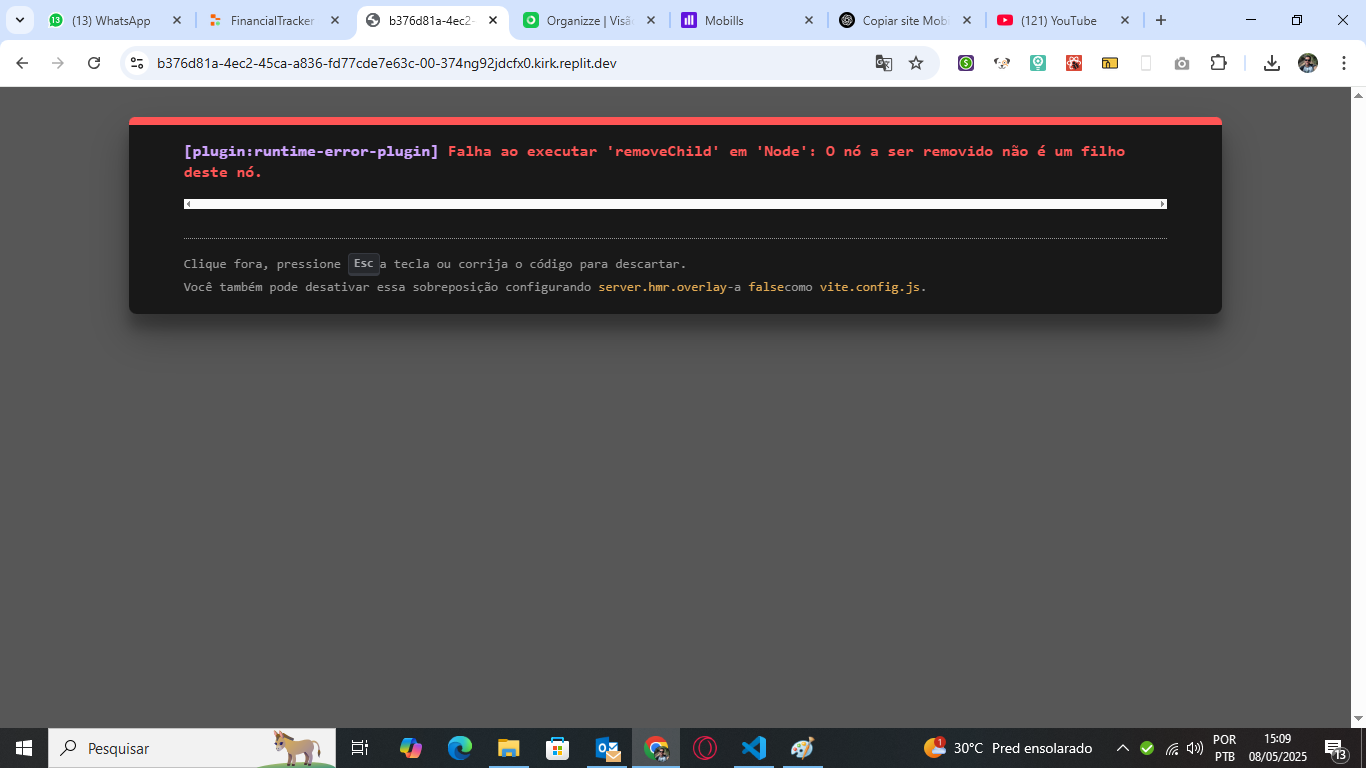 (13) WhatsApp
FinancialTracker
b376d81a-4ec2-
Organizze | Visã
Mobills
Copiar site Mob
(121) YouTube
b376d81a-4ec2-45ca-a836-fd77cde7e63c-00-374ng92jdcfx0.kirk.replit.dev
[plugin:runtime-error-plugin] Falha ao executar 'removeChild' em 'Node': O nó a ser removido não é um filho
deste nó.
Clique fora, pressione Esc a tecla ou corrija o código para descartar.
Você também pode desativar essa sobreposição configurando server.hmr.overlay-a falsecomo vite.config.js.
Pesquisar
1
30°C Pred ensolarado
POR
PTB
15:09
08/05/2025
13